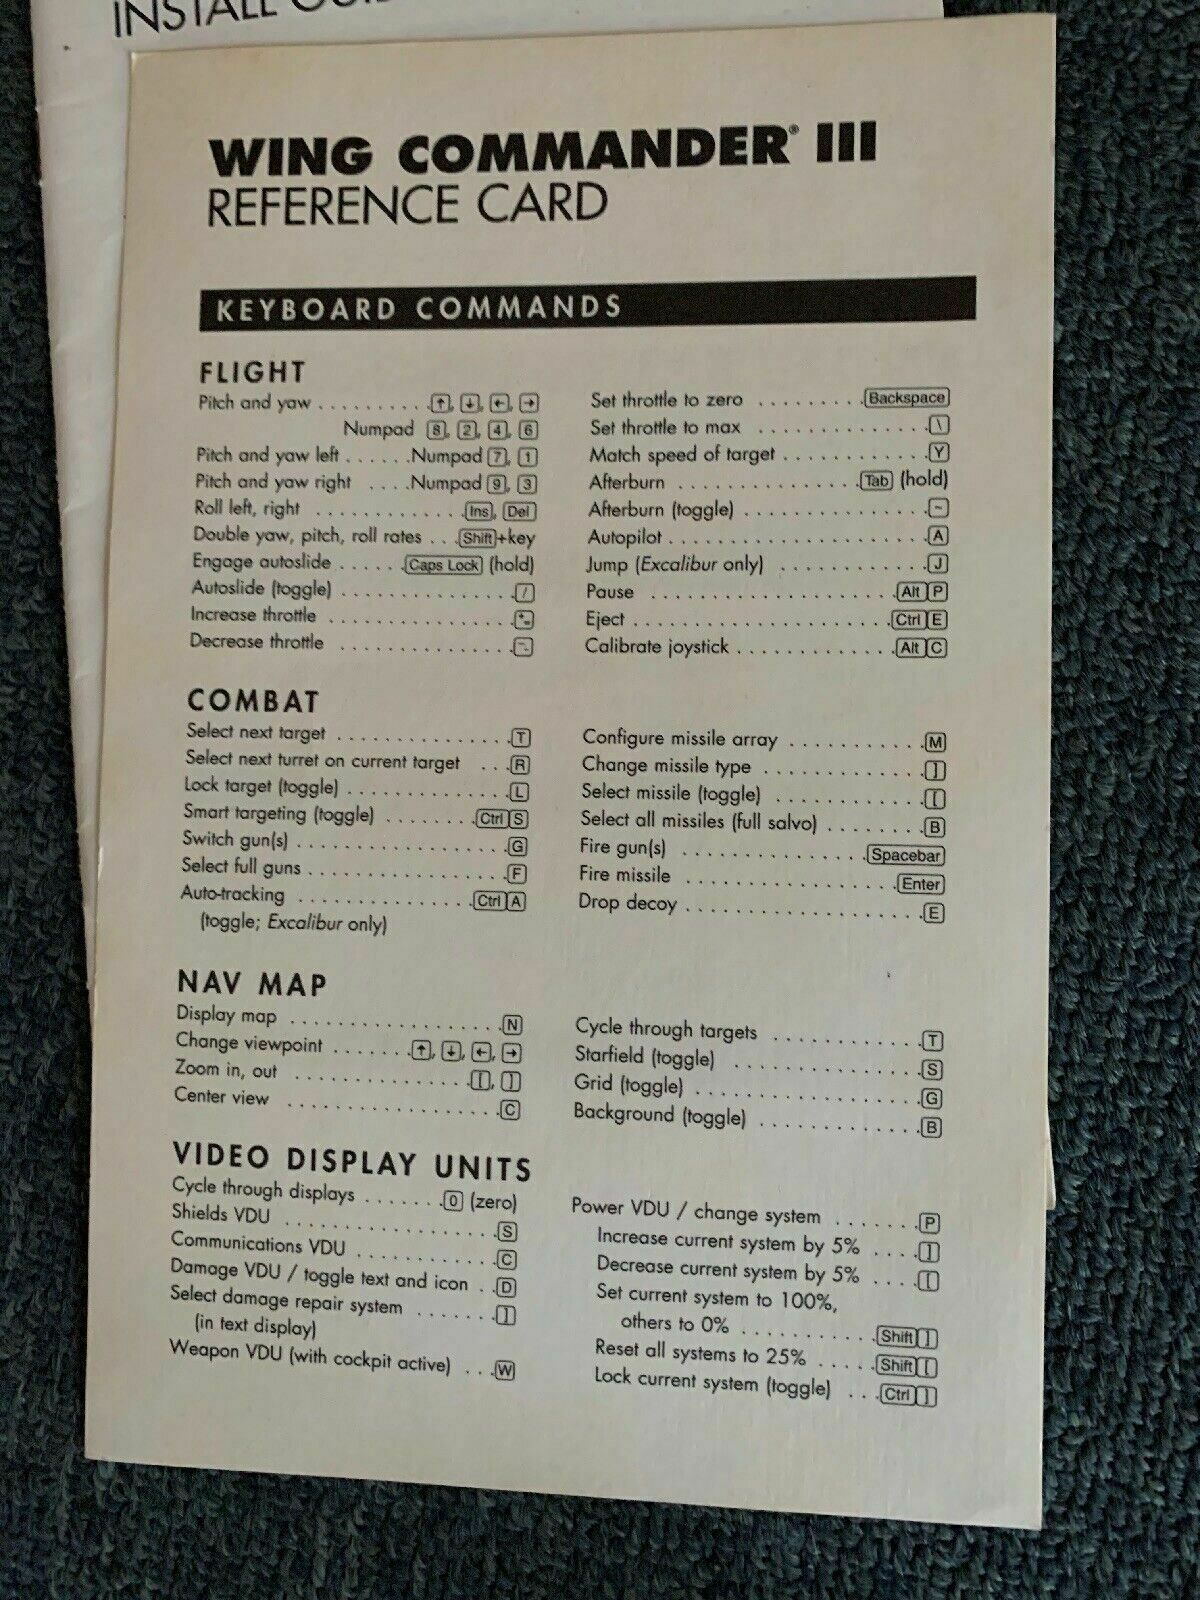 INSTALL
WING COMMANDER® III
REFERENCE CARD
KEYBOARD COMMANDS
FLIGHT
Pitch and yaw . . . . . . . . . . ↑, ↓, ←, →
Numpad 8, 2, 4, 6
Pitch and yaw left . . . . . . Numpad 7, 1
Pitch and yaw right . . . . Numpad 9, 3
Roll left, right . . . . . . . . . . . . . Ins, Del
Double yaw, pitch, roll rates . . . Shift+key
Engage autoslide . . . . . . Caps Lock (hold)
Autoslide (toggle) . . . . . . . . . . . . . . . /
Increase throttle . . . . . . . . . . . . . . . . +=
Decrease throttle . . . . . . . . . . . . . . . −-
Set throttle to zero . . . . . . . . . Backspace
Set throttle to max . . . . . . . . . . . . . . . \
Match speed of target . . . . . . . . . . . . . Y
Afterburn . . . . . . . . . . . . . . . Tab (hold)
Afterburn (toggle) . . . . . . . . . . . . . . . . ~
Autopilot . . . . . . . . . . . . . . . . . . . . . . A
Jump (Excalibur only) . . . . . . . . . . . . J
Pause . . . . . . . . . . . . . . . . . . . . . Alt P
Eject . . . . . . . . . . . . . . . . . . . . . . Ctrl E
Calibrate joystick . . . . . . . . . . . . . . Alt C
COMBAT
Select next target . . . . . . . . . . . . . . . T
Select next turret on current target . . . R
Lock target (toggle) . . . . . . . . . . . . . . L
Smart targeting (toggle) . . . . . . . . Ctrl S
Switch gun(s) . . . . . . . . . . . . . . . . . . . G
Select full guns . . . . . . . . . . . . . . . . . F
Auto-tracking . . . . . . . . . . . . . . . Ctrl A
(toggle; Excalibur only)
Configure missile array . . . . . . . . . . . . M
Change missile type . . . . . . . . . . . . . . ]
Select missile (toggle) . . . . . . . . . . . . . [
Select all missiles (full salvo) . . . . . . . . B
Fire gun(s) . . . . . . . . . . . . . . . . Spacebar
Fire missile . . . . . . . . . . . . . . . . . . Enter
Drop decoy . . . . . . . . . . . . . . . . . . . . E
NAV MAP
Display map . . . . . . . . . . . . . . . . . . . N
Change viewpoint . . . . . . . ↑, ↓, ←, →
Zoom in, out . . . . . . . . . . . . . . . [, ]
Center view . . . . . . . . . . . . . . . . . . . C
Cycle through targets . . . . . . . . . . . . . T
Starfield (toggle) . . . . . . . . . . . . . . . . S
Grid (toggle) . . . . . . . . . . . . . . . . . . . G
Background (toggle) . . . . . . . . . . . . . . B
VIDEO DISPLAY UNITS
Cycle through displays . . . . . . . 0 (zero)
Shields VDU . . . . . . . . . . . . . . . . . . S
Communications VDU . . . . . . . . . . . . C
Damage VDU / toggle text and icon . . D
Select damage repair system . . . . . . . ]
(in text display)
Weapon VDU (with cockpit active) . . . W
Power VDU / change system . . . . . . . P
Increase current system by 5% . . . . ]
Decrease current system by 5% . . . . [
Set current system to 100%,
others to 0% . . . . . . . . . . . . Shift ]
Reset all systems to 25% . . . . . Shift [
Lock current system (toggle) . . . Ctrl ]